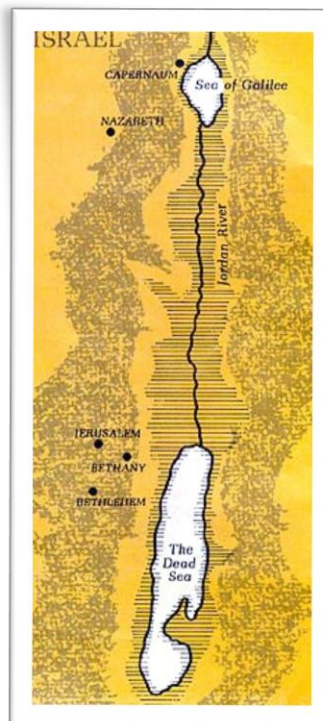 ISRAEL
CAPERNAUM
Sea of Galilee
NAZARETH
Jordan River
JERUSALEM
BETHANY
BETHLEHEM
The
Dead
Sea